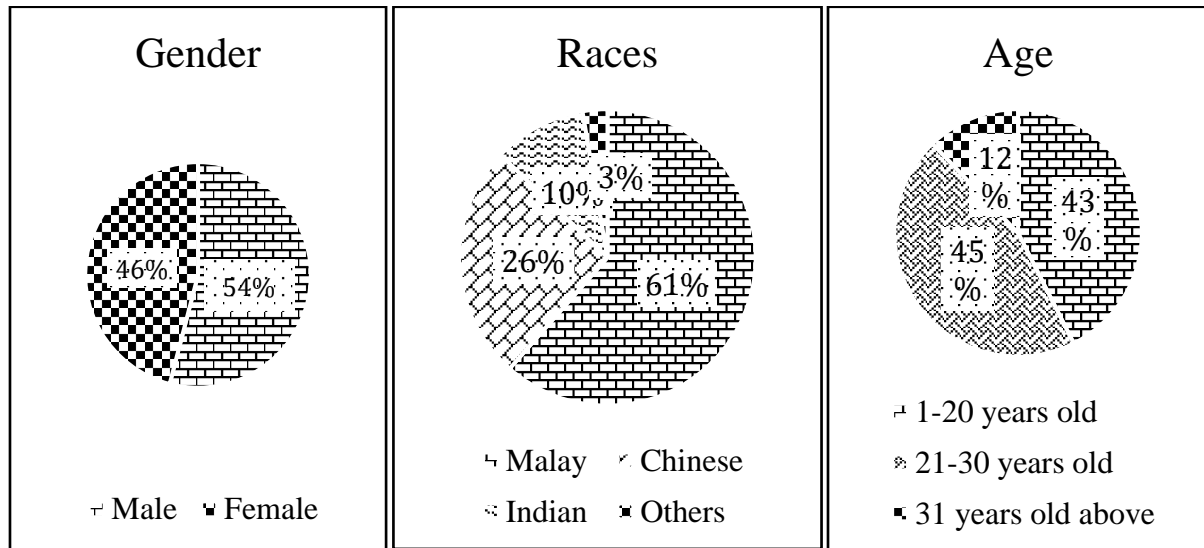 Gender
46%
54%
Male Female
Races
10% 3%
26%
61%
Malay Chinese
Indian Others
Age
12
%
43
%
45
%
1-20 years old
21-30 years old
31 years old above